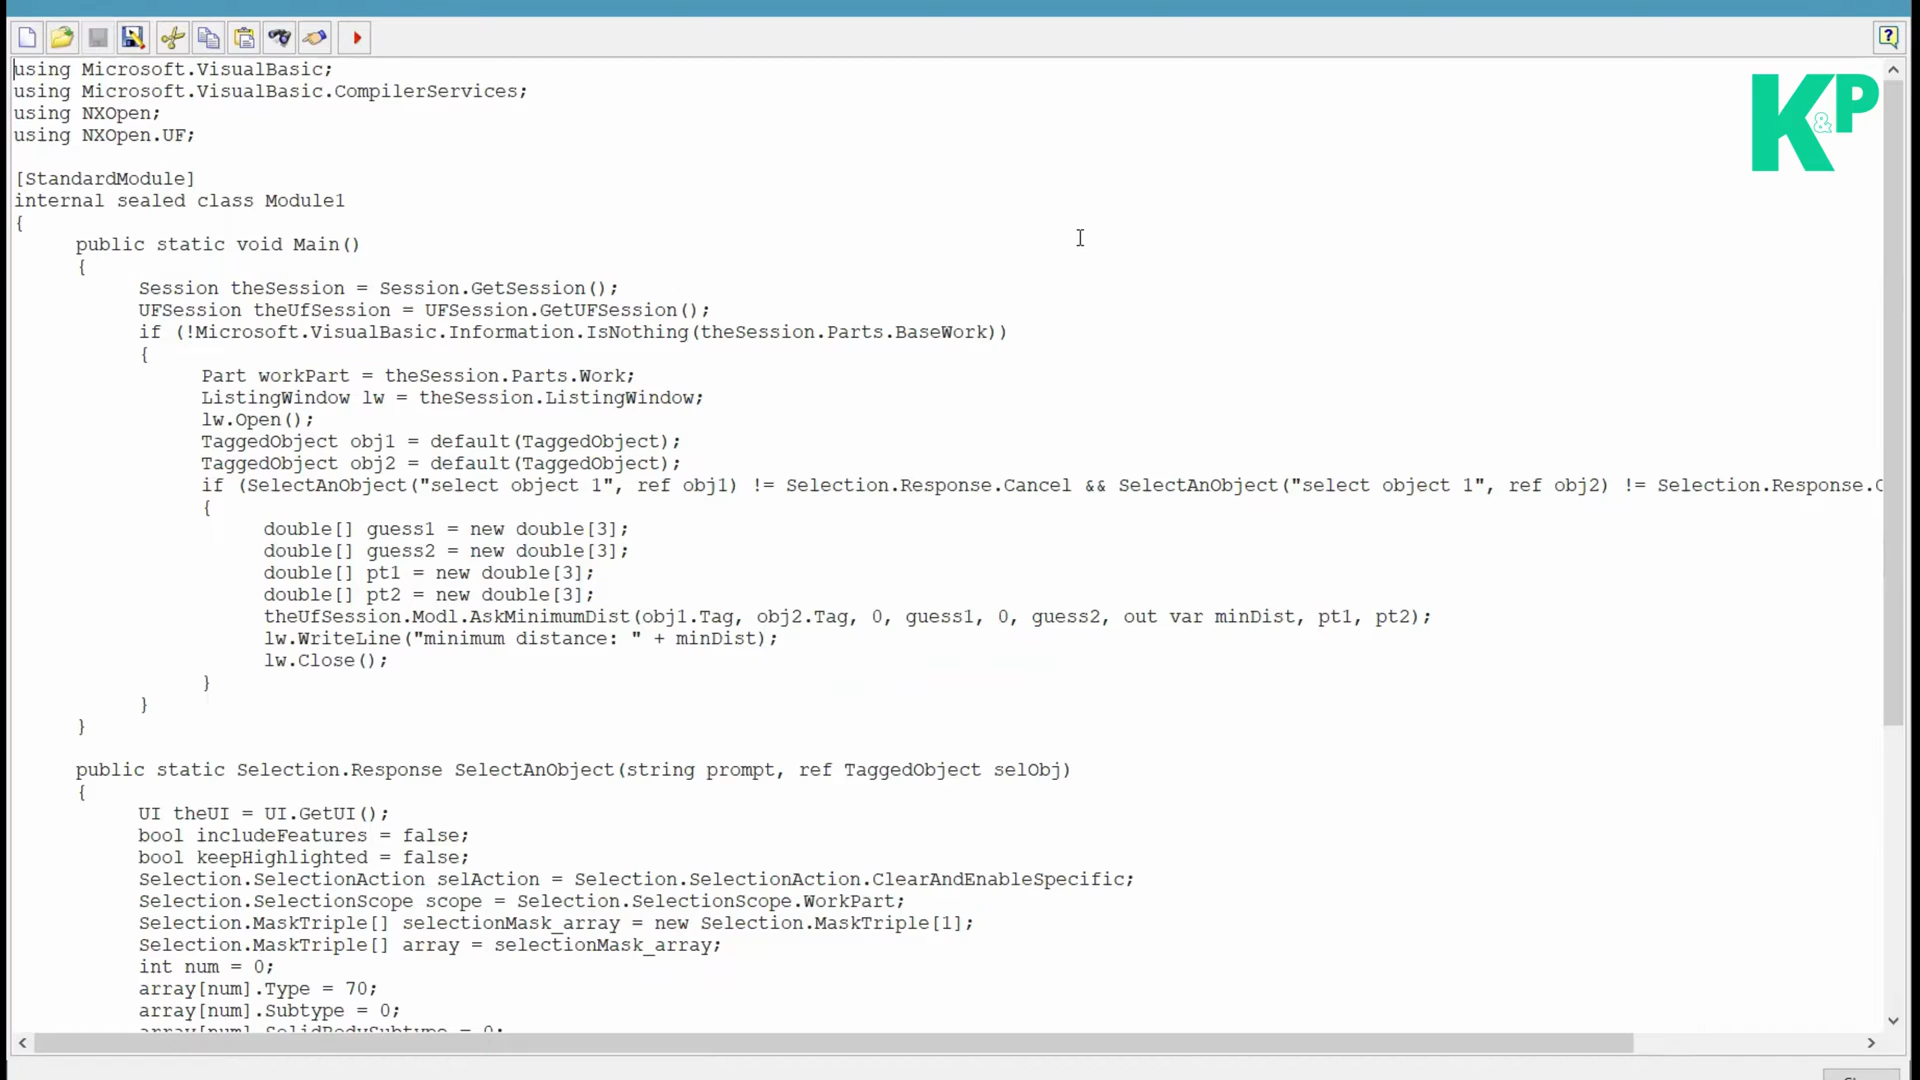 K&P
using Microsoft.VisualBasic;
using Microsoft.VisualBasic.CompilerServices;
using NXOpen;
using NXOpen.UF;
[StandardModule]
internal sealed class Module1
{
public static void Main()
{
Session theSession = Session.GetSession();
UFSession theUfSession = UFSession.GetUFSession();
if (!Microsoft.VisualBasic.Information.IsNothing(theSession.Parts.BaseWork))
{
Part workPart = theSession.Parts.Work;
ListingWindow lw = theSession.ListingWindow;
lw.Open();
TaggedObject obj1 = default(TaggedObject);
TaggedObject obj2 = default(TaggedObject);
if (SelectAnObject("select object 1", ref obj1) != Selection.Response.Cancel && SelectAnObject("select object 1", ref obj2) != Selection.Response.
{
double[] guess1 = new double[3];
double[] guess2 = new double[3];
double[] pt1 = new double[3];
double[] pt2 = new double[3];
theUfSession.Modl.AskMinimumDist(obj1.Tag, obj2.Tag, 0, guess1, 0, guess2, out var minDist, pt1, pt2);
lw.WriteLine("minimum distance: " + minDist);
lw.Close();
}
}
}
public static Selection.Response SelectAnObject(string prompt, ref TaggedObject selObj)
{
UI theUI = UI.GetUI();
bool includeFeatures = false;
bool keepHighlighted = false;
Selection.SelectionAction selAction = Selection.SelectionAction.ClearAndEnableSpecific;
Selection.SelectionScope scope = Selection.SelectionScope.WorkPart;
Selection.MaskTriple[] selectionMask_array = new Selection.MaskTriple[1];
Selection.MaskTriple[] array = selectionMask_array;
int num = 0;
array[num].Type = 70;
array[num].Subtype = 0;
array[num].SolidBodySubtype = 0;